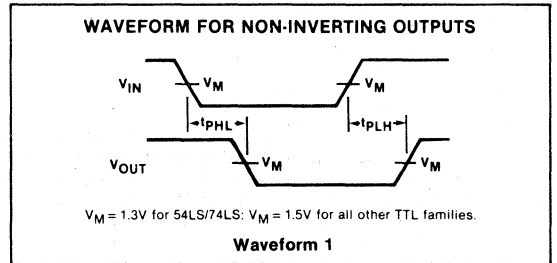 WAVEFORM FOR NON-INVERTING OUTPUTS
VIN
VM
VM
tPHL
tPLH
VOUT
VM
VM
VM = 1.3V for 54LS/74LS: VM = 1.5V for all other TTL families.
Waveform 1